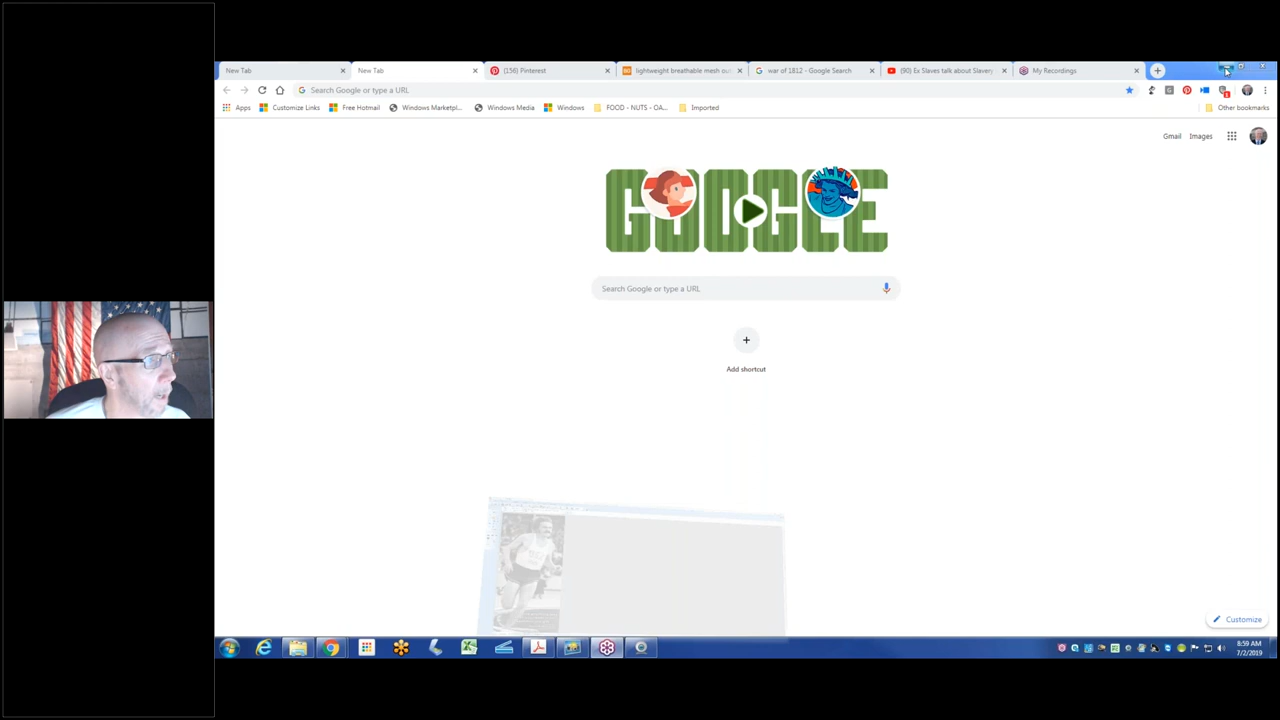 New Tab
New Tab
(156) Pinterest
lightweight breathable mesh out
war of 1812 - Google Search
(90) Ex Slaves talk about Slavery
My Recordings
Search Google or type a URL
Apps
Customize Links
Free Hotmail
Windows Marketpl...
Windows Media
Windows
FOOD - NUTS - OA...
Imported
Other bookmarks
Gmail
Images
GOOGLE
Search Google or type a URL
Add shortcut
Customize
8:59 AM
7/2/2019